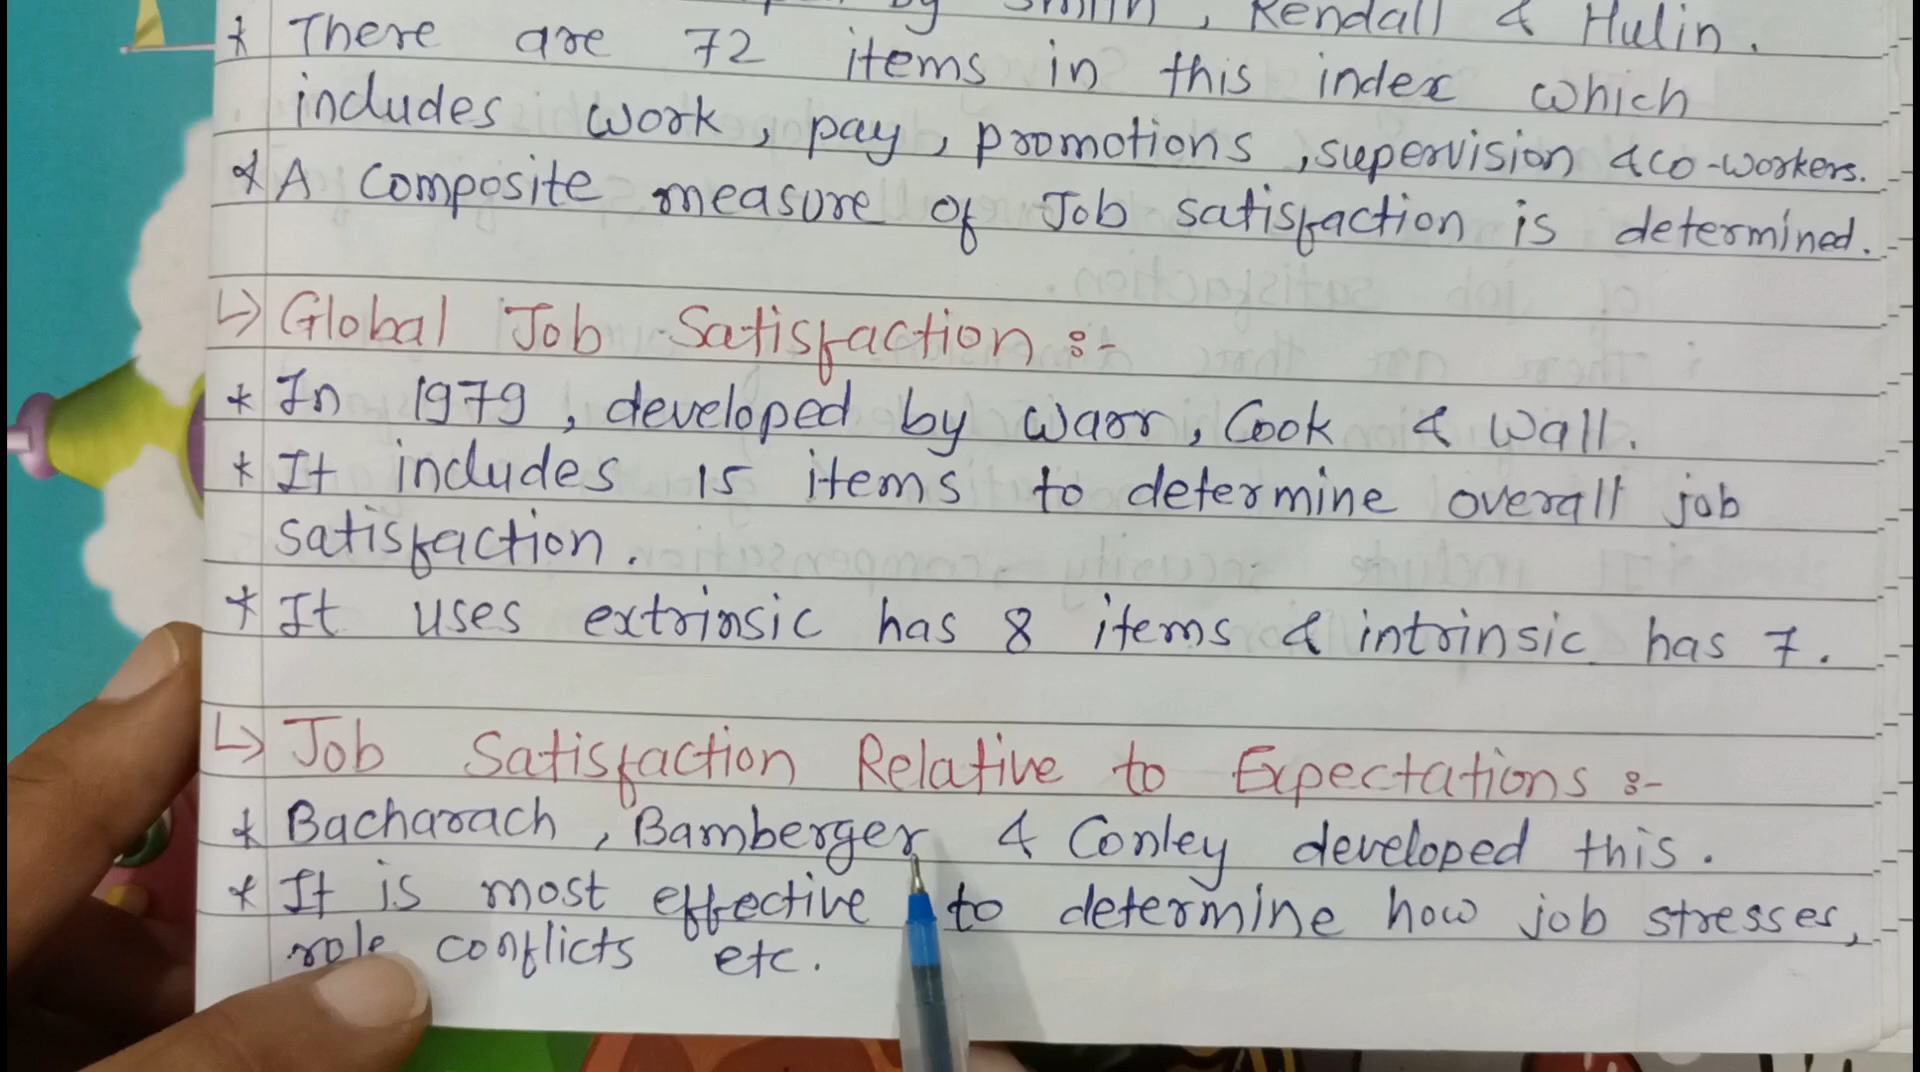 by Smith, Kendall & Hulin.
* There are 72 items in this index which
includes work, pay, promotions, supervision & co-workers.
* A composite measure of Job satisfaction is determined.
↳ Global Job Satisfaction :-
* In 1979, developed by Warr, Cook & Wall.
* It includes 15 items to determine overall job
satisfaction.
* It uses extrinsic has 8 items & intrinsic has 7.
↳ Job Satisfaction Relative to Expectations :-
* Bacharach, Bamberger & Conley developed this.
* It is most effective to determine how job stresses,
role conflicts etc.